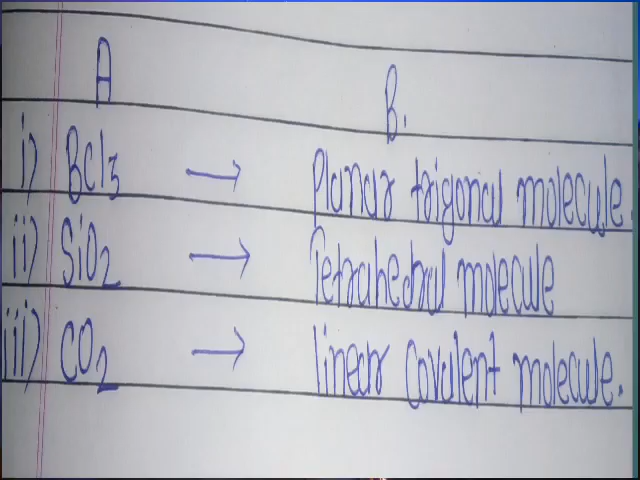 A B.
i) BCl3 → Planar trigonal molecule.
ii) SiO2 → Tetrahedral molecule
iii) CO2 → linear Covalent molecule.